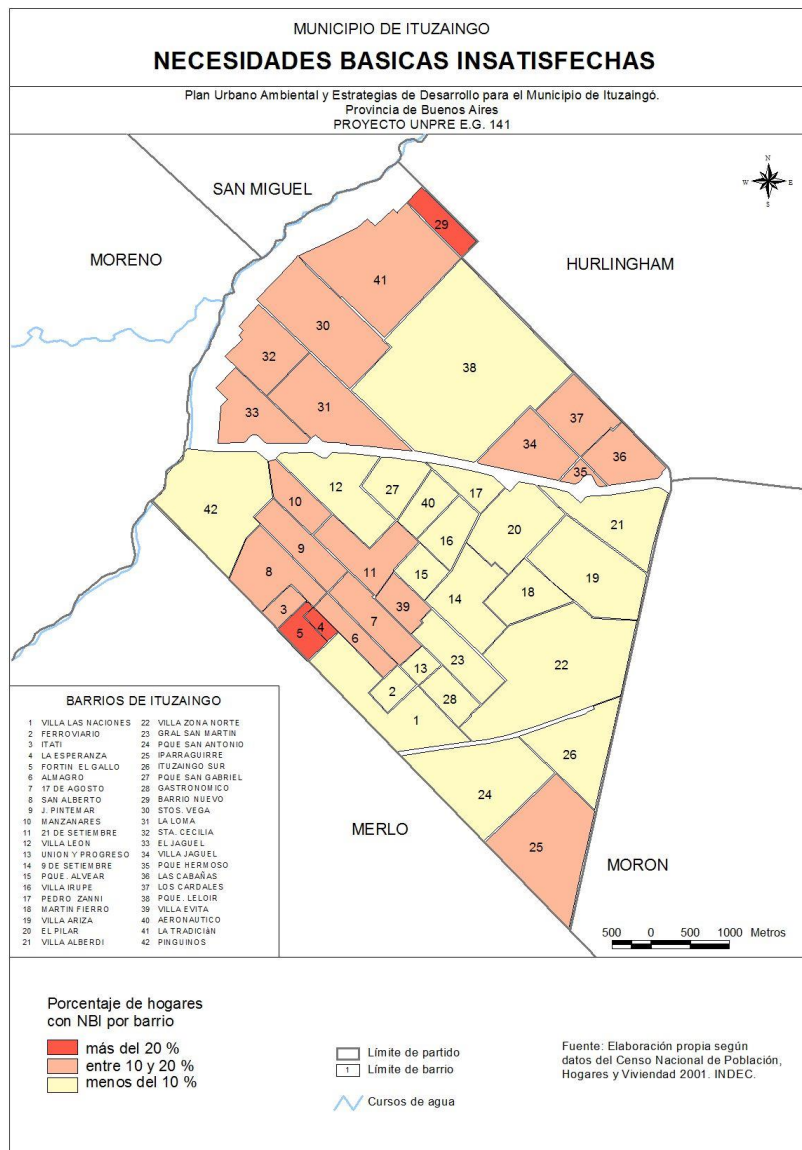 MUNICIPIO DE ITUZAINGO
NECESIDADES BASICAS INSATISFECHAS
Plan Urbano Ambiental y Estrategias de Desarrollo para el Municipio de Ituzaingó.
Provincia de Buenos Aires
PROYECTO UNPRE E.G. 141
SAN MIGUEL
N
W E
S
MORENO
HURLINGHAM
29
41
30
38
32
31
33
37
34
36
35
12
27
42
10
40
17
20
21
9
16
11
15
19
8
18
14
3
39
7
4
5
6
23
22
13
2
28
1
26
24
25
MERLO
MORON
BARRIOS DE ITUZAINGO
1 VILLA LAS NACIONES
2 FERROVIARIO
3 ITATI
4 LA ESPERANZA
5 FORTIN EL GALLO
6 ALMAGRO
7 17 DE AGOSTO
8 SAN ALBERTO
9 J. PINTEMAR
10 MANZANARES
11 21 DE SETIEMBRE
12 VILLA LEON
13 UNION Y PROGRESO
14 9 DE SETIEMBRE
15 PQUE. ALVEAR
16 VILLA IRUPE
17 PEDRO ZANNI
18 MARTIN FIERRO
19 VILLA ARIZA
20 EL PILAR
21 VILLA ALBERDI
22 VILLA ZONA NORTE
23 GRAL SAN MARTIN
24 PQUE SAN ANTONIO
25 IPARRAGUIRRE
26 ITUZAINGO SUR
27 PQUE SAN GABRIEL
28 GASTRONOMICO
29 BARRIO NUEVO
30 STOS. VEGA
31 LA LOMA
32 STA. CECILIA
33 EL JAGUEL
34 VILLA JAGUEL
35 PQUE HERMOSO
36 LAS CABAÑAS
37 LOS CARDALES
38 PQUE. LELOIR
39 VILLA EVITA
40 AERONAUTICO
41 LA TRADICIàN
42 PINGUINOS
500 0 500 1000 Metros
Porcentaje de hogares
con NBI por barrio
más del 20 %
entre 10 y 20 %
menos del 10 %
Límite de partido
1 Límite de barrio
Cursos de agua
Fuente: Elaboración propia según
datos del Censo Nacional de Población,
Hogares y Viviendad 2001. INDEC.